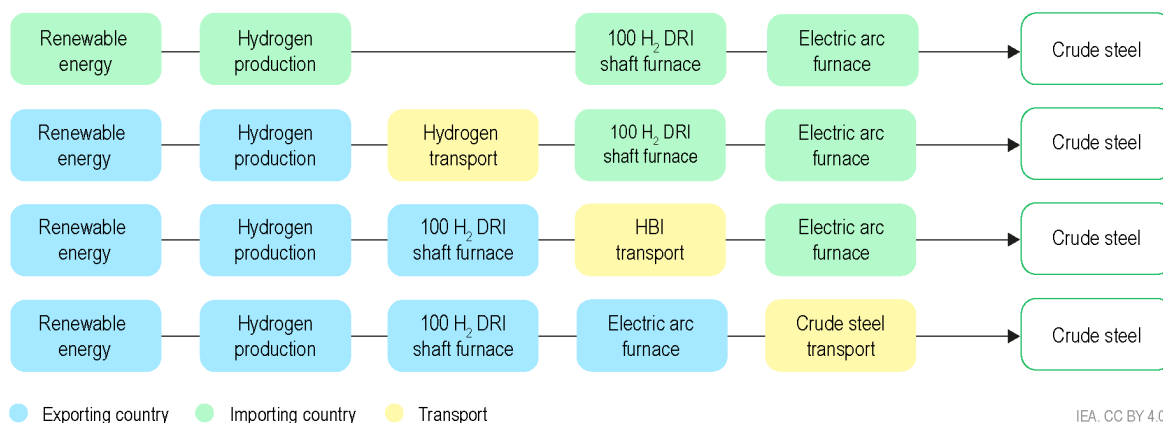 Renewable
energy
Hydrogen
production
100 H₂ DRI
shaft furnace
Electric arc
furnace
Crude steel
Renewable
energy
Hydrogen
production
Hydrogen
transport
100 H₂ DRI
shaft furnace
Electric arc
furnace
Crude steel
Renewable
energy
Hydrogen
production
100 H₂ DRI
shaft furnace
HBI
transport
Electric arc
furnace
Crude steel
Renewable
energy
Hydrogen
production
100 H₂ DRI
shaft furnace
Electric arc
furnace
Crude steel
transport
Crude steel
Exporting country
Importing country
Transport
IEA. CC BY 4.0